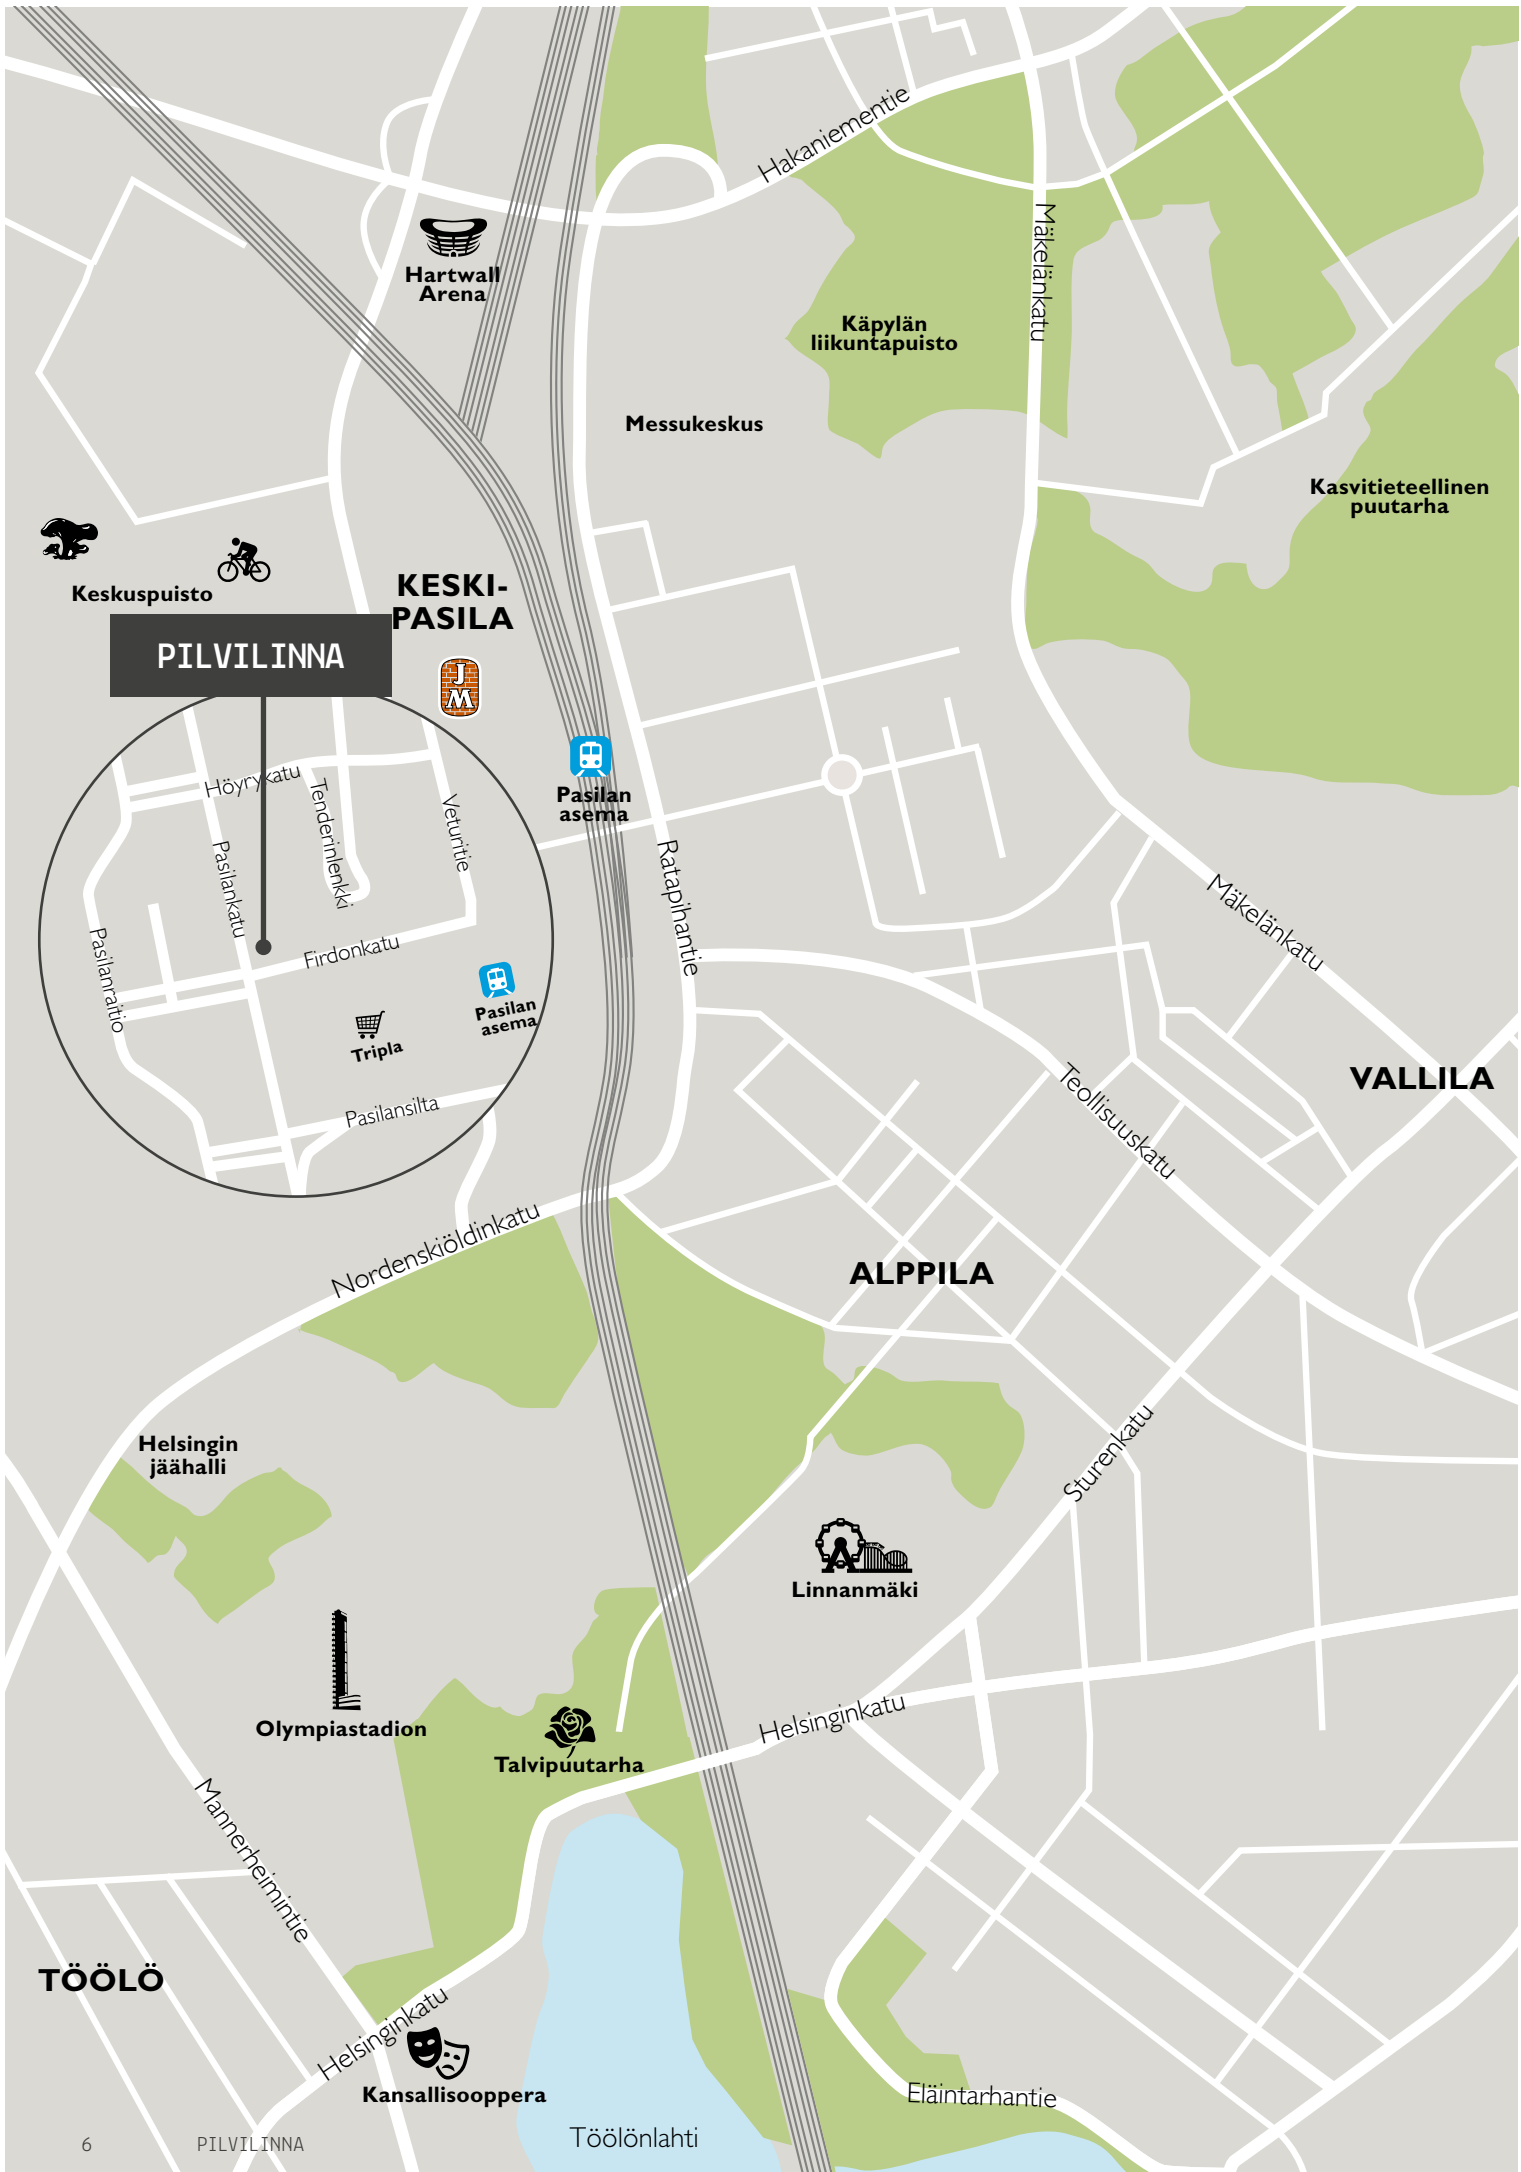 Hakaniementie
Mäkelänkatu
Hartwall
Arena
Käpylän
liikuntapuisto
Messukeskus
Kasvitieteellinen
puutarha
Keskuspuisto
KESKI-
PASILA
PILVILINNA
J
M
Höyrykatu
Tenderinlenkki
Veturitie
Pasilan
asema
Pasilankatu
Ratapihantie
Mäkelänkatu
Pasilanraitio
Firdonkatu
Pasilan
asema
Tripla
Pasilansilta
Teollisuuskatu
VALLILA
Nordenskiöldinkatu
ALPPILA
Helsingin
jäähalli
Sturenkatu
Linnanmäki
Olympiastadion
Talvipuutarha
Helsinginkatu
Mannerheimintie
TÖÖLÖ
Helsinginkatu
Kansallisooppera
Eläintarhantie
Töölönlahti
6
PILVILINNA